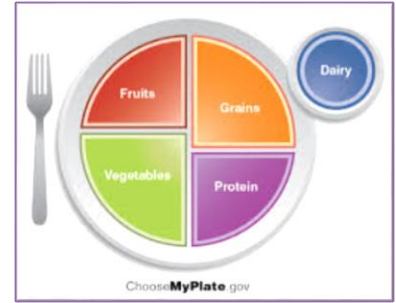 Dairy
Fruits
Grains
Vegetables
Protein
ChooseMyPlate.gov